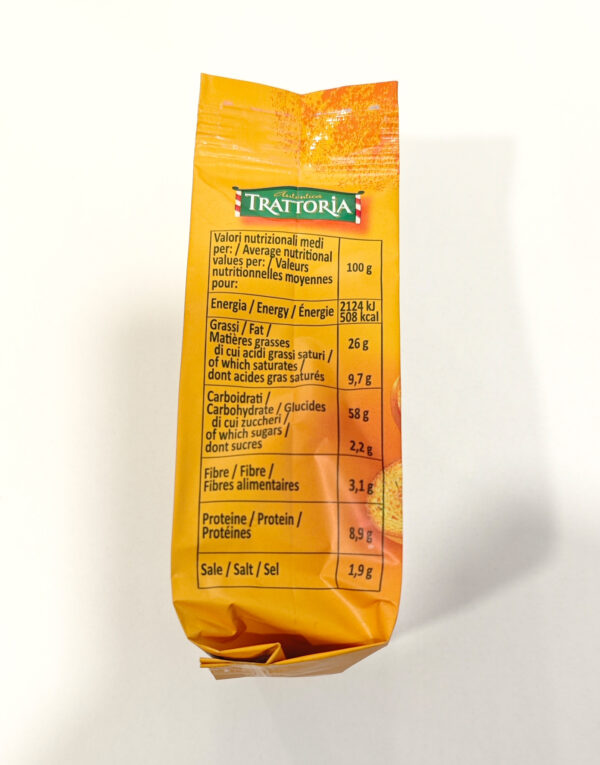 Autentica
TRATTORIA
Valori nutrizionali medi
per: / Average nutritional
values per: / Valeurs
nutritionnelles moyennes
pour:
100 g
Energia / Energy / Énergie
2124 kJ
508 kcal
Grassi / Fat /
Matières grasses
26 g
di cui acidi grassi saturi /
of which saturates /
dont acides gras saturés
9,7 g
Carboidrati /
Carbohydrate / Glucides
58 g
di cui zuccheri /
of which sugars /
dont sucres
2,2 g
Fibre / Fibre /
Fibres alimentaires
3,1 g
Proteine / Protein /
Protéines
8,9 g
Sale / Salt / Sel
1,9 g